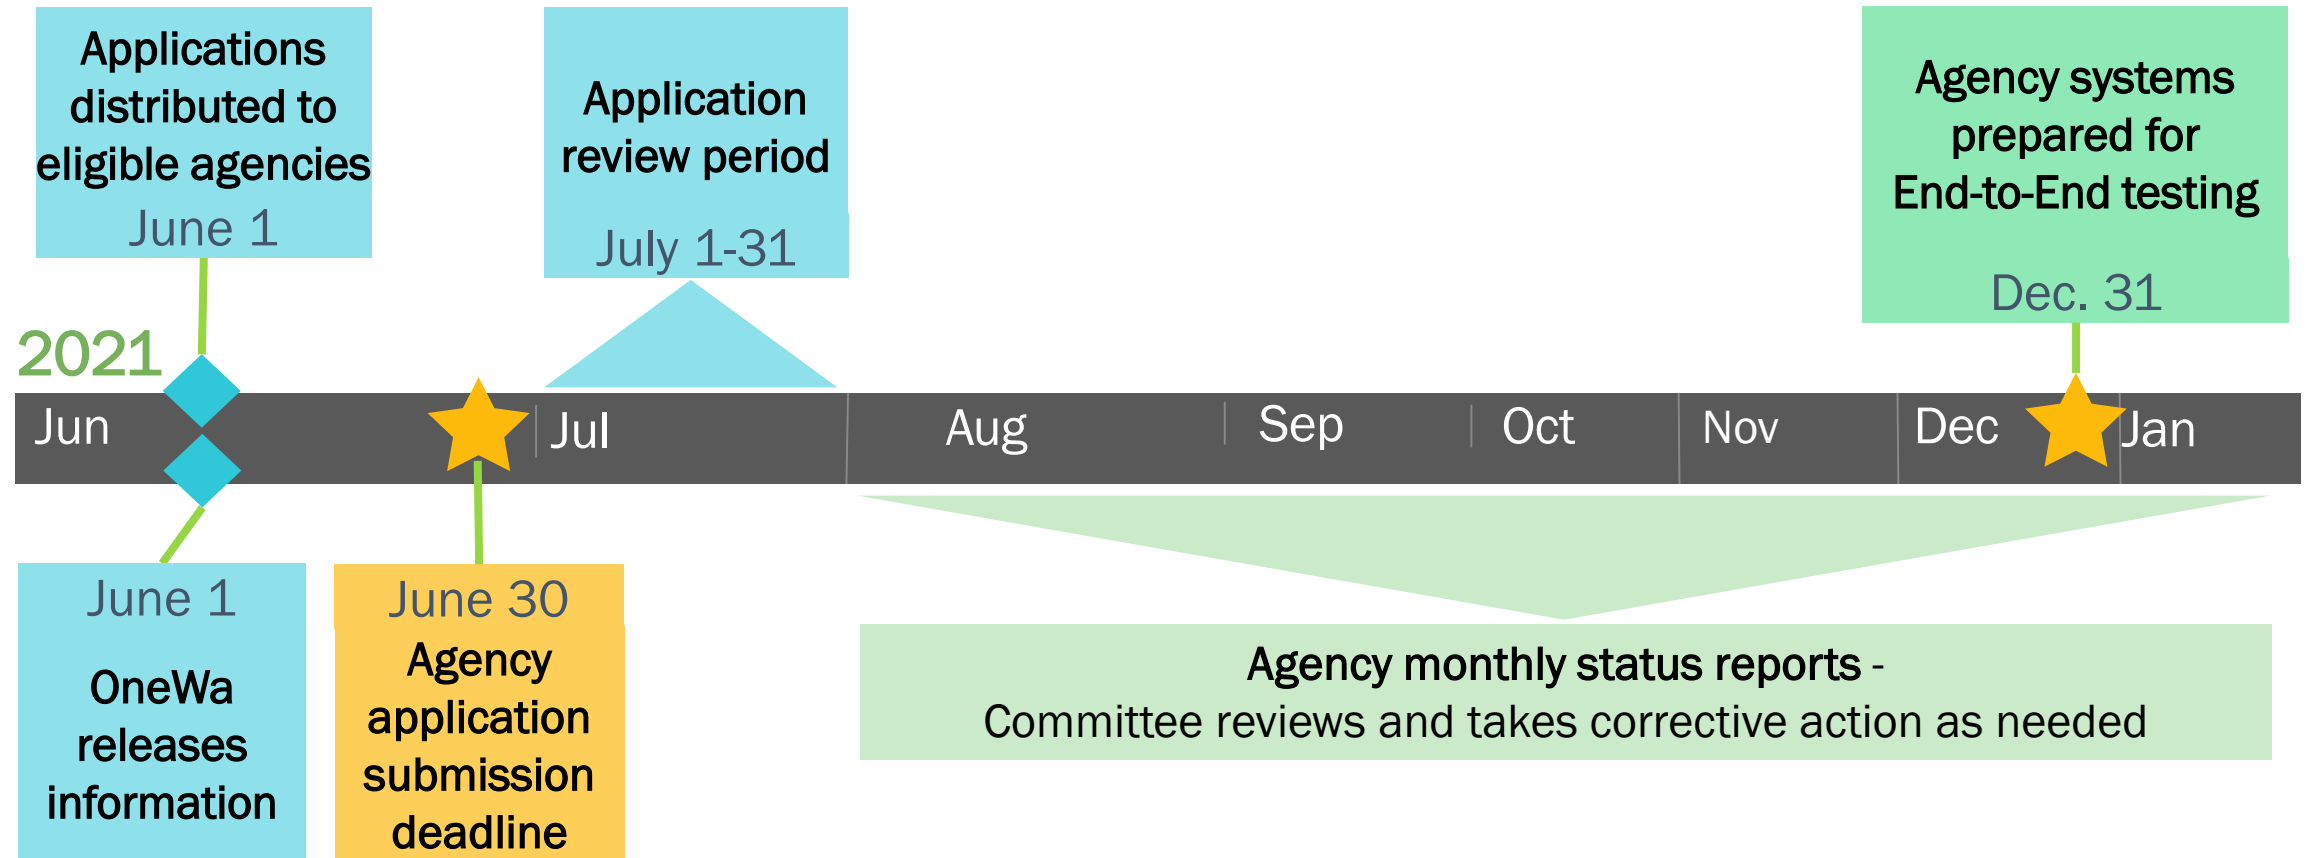 Applications
distributed to
eligible agencies
June 1
Application
review period
July 1-31
Agency systems
prepared for
End-to-End testing
Dec. 31
2021
Jun
Jul
Aug
Sep
Oct
Nov
Dec
Jan
June 1
OneWa
releases
information
June 30
Agency
application
submission
deadline
Agency monthly status reports -
Committee reviews and takes corrective action as needed